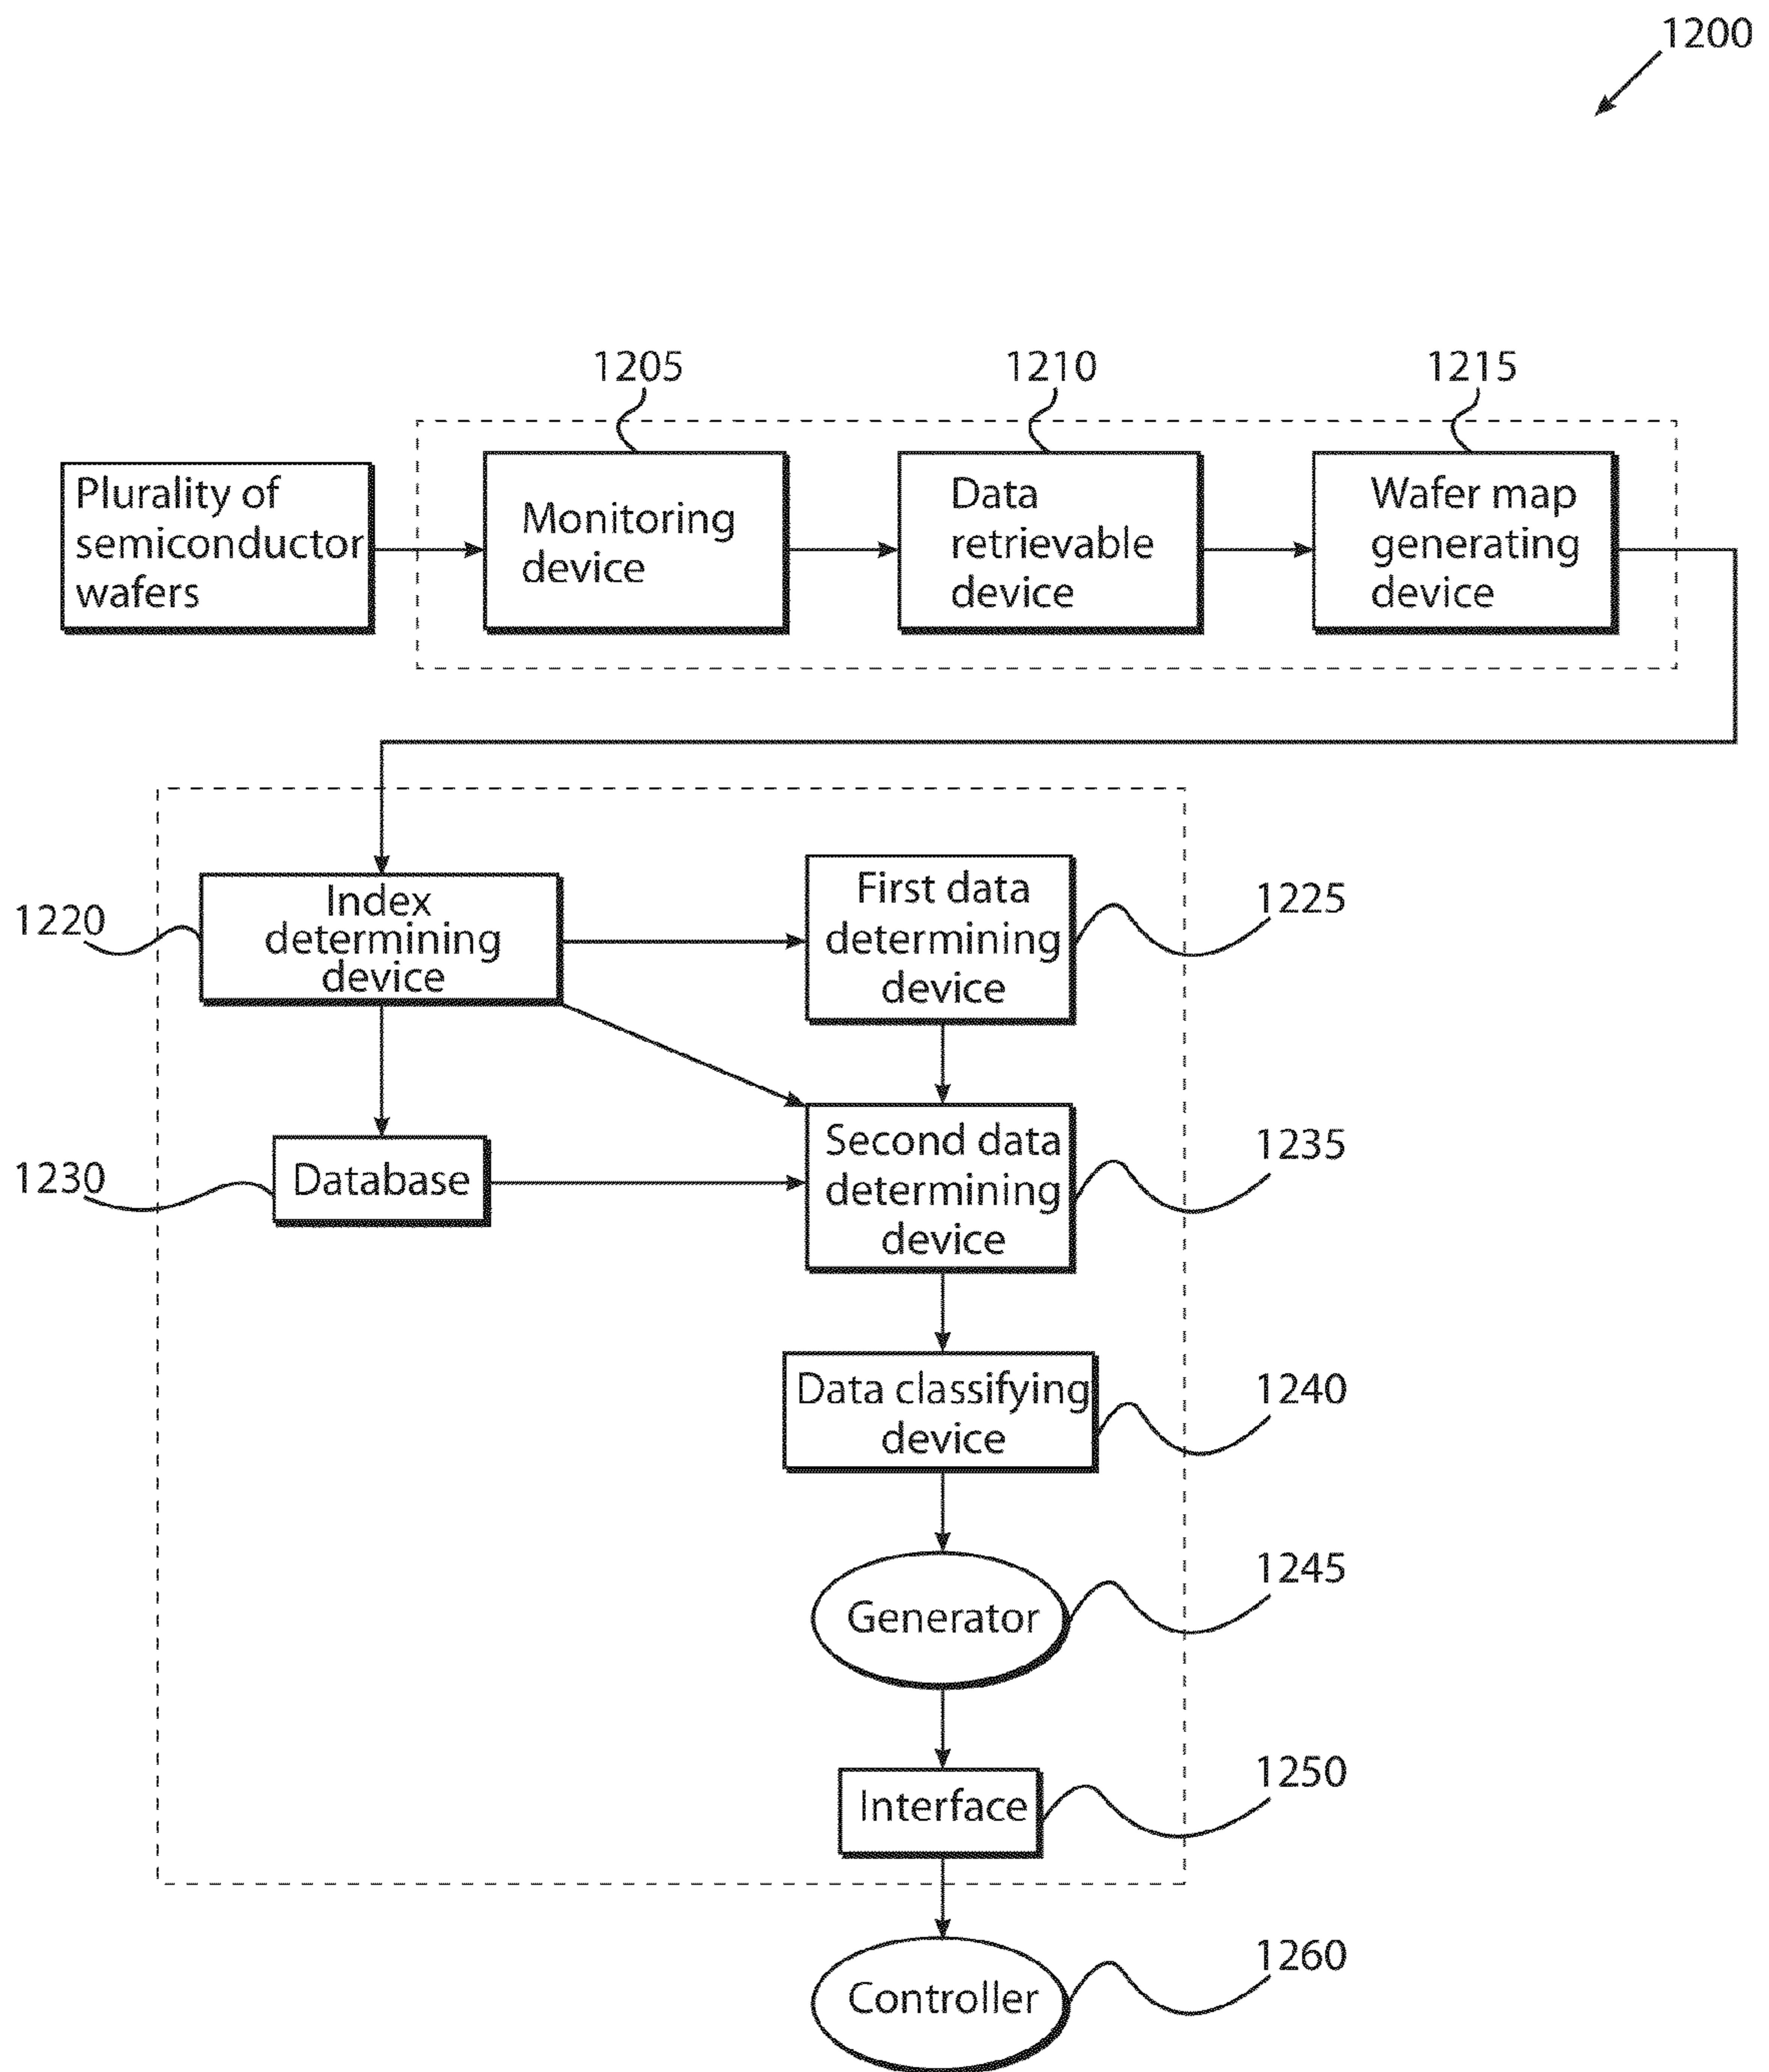 1200
1205
1210
1215
Plurality of
semiconductor
wafers
Monitoring
device
Data
retrievable
device
Wafer map
generating
device
1220
Index
determining
device
First data
determining
device
1225
1230
Database
Second data
determining
device
1235
Data classifying
device
1240
Generator
1245
Interface
1250
Controller
1260